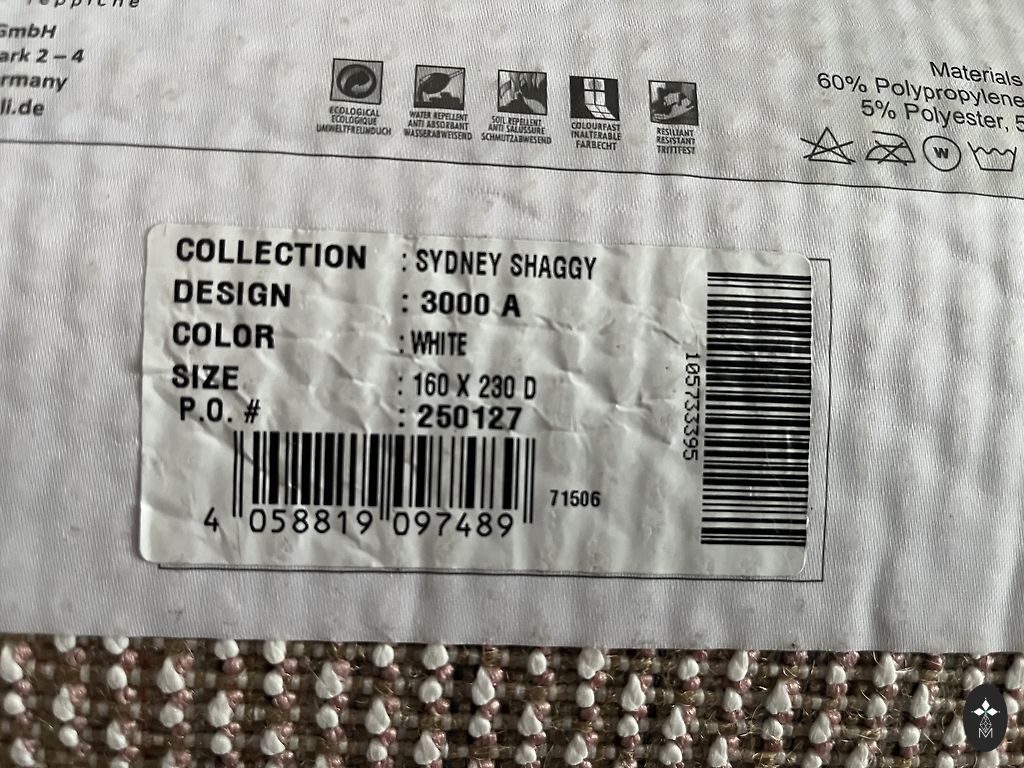 Teppiche
GmbH
ark 2 – 4
rmany
li.de
ECOLOGICAL
ECOLOGIQUE
UMWELTFREUNDLICH
WATER REPELLENT
ANTI ABSORBANT
WASSERABWEISEND
SOIL REPELLENT
ANTI SALISSURE
SCHMUTZABWEISEND
COLOURFAST
INALTERABLE
FARBECHT
RESILIANT
RESISTANT
TRITTFEST
Materials
60% Polypropylene
5% Polyester, 5
W
COLLECTION : SYDNEY SHAGGY
DESIGN : 3000 A
COLOR : WHITE
SIZE : 160 X 230 D
P.O. # : 250127
4 058819 097489
71506
105733395
M